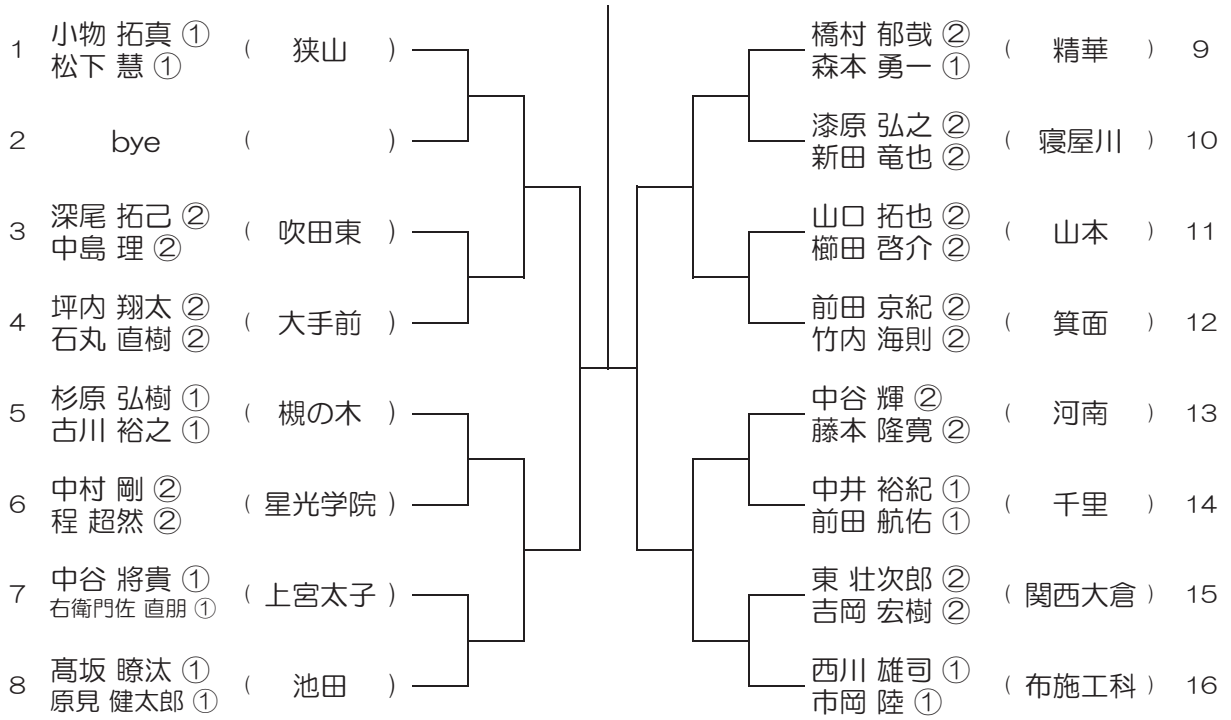 1 小物 拓真 ① ( 狭山 )
松下 慧 ①
2 bye ( )
3 深尾 拓己 ② ( 吹田東 )
中島 理 ②
4 坪内 翔太 ② ( 大手前 )
石丸 直樹 ②
5 杉原 弘樹 ① ( 槻の木 )
古川 裕之 ①
6 中村 剛 ② ( 星光学院 )
程 超然 ②
7 中谷 將貴 ① ( 上宮太子 )
右衛門佐 直朋 ①
8 髙坂 瞭汰 ① ( 池田 )
原見 健太郎 ①
橋村 郁哉 ② ( 精華 ) 9
森本 勇一 ①
漆原 弘之 ② ( 寝屋川 ) 10
新田 竜也 ②
山口 拓也 ② ( 山本 ) 11
櫛田 啓介 ②
前田 京紀 ② ( 箕面 ) 12
竹内 海則 ②
中谷 輝 ② ( 河南 ) 13
藤本 隆寛 ②
中井 裕紀 ① ( 千里 ) 14
前田 航佑 ①
東 壮次郎 ② ( 関西大倉 ) 15
吉岡 宏樹 ②
西川 雄司 ① ( 布施工科 ) 16
市岡 陸 ①